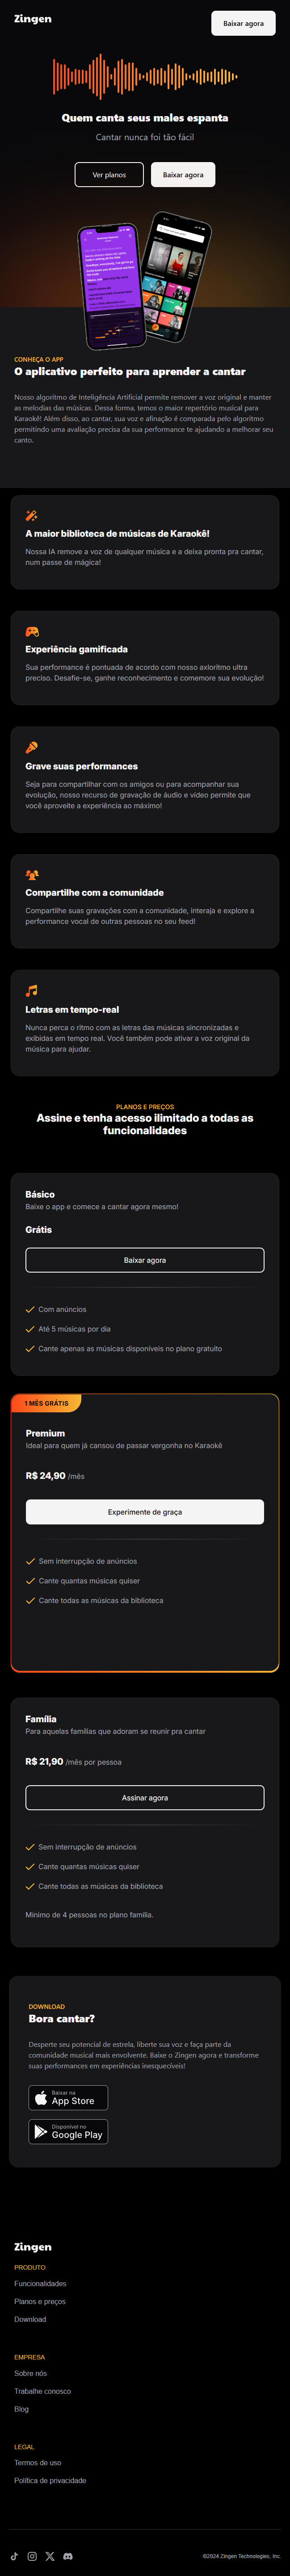 Zingen
Baixar agora
Quem canta seus males espanta
Cantar nunca foi tão fácil
Ver planos
Baixar agora
CONHEÇA O APP
O aplicativo perfeito para aprender a cantar
Nosso algoritmo de Inteligência Artificial permite remover a voz original e manter
as melodias das músicas. Dessa forma, temos o maior repertório musical para
Karaokê! Além disso, ao cantar, sua voz e afinação é comparada pelo algoritmo
permitindo uma avaliação precisa da sua performance te ajudando a melhorar seu
canto.
A maior biblioteca de músicas de Karaokê!
Nossa IA remove a voz de qualquer música e a deixa pronta pra cantar,
num passe de mágica!
Experiência gamificada
Sua performance é pontuada de acordo com nosso axloritmo ultra
preciso. Desafie-se, ganhe reconhecimento e comemore sua evolução!
Grave suas performances
Seja para compartilhar com os amigos ou para acompanhar sua
evolução, nosso recurso de gravação de áudio e vídeo permite que
você aproveite a experiência ao máximo!
Compartilhe com a comunidade
Compartilhe suas gravações com a comunidade, interaja e explore a
performance vocal de outras pessoas no seu feed!
Letras em tempo-real
Nunca perca o ritmo com as letras das músicas sincronizadas e
exibidas em tempo real. Você também pode ativar a voz original da
música para ajudar.
PLANOS E PREÇOS
Assine e tenha acesso ilimitado a todas as
funcionalidades
Básico
Baixe o app e comece a cantar agora mesmo!
Grátis
Baixar agora
Com anúncios
Até 5 músicas por dia
Cante apenas as músicas disponíveis no plano gratuito
1 MÊS GRÁTIS
Premium
Ideal para quem já cansou de passar vergonha no Karaokê
R$ 24,90 /mês
Experimente de graça
Sem interrupção de anúncios
Cante quantas músicas quiser
Cante todas as músicas da biblioteca
Família
Para aquelas famílias que adoram se reunir pra cantar
R$ 21,90 /mês por pessoa
Assinar agora
Sem interrupção de anúncios
Cante quantas músicas quiser
Cante todas as músicas da biblioteca
Mínimo de 4 pessoas no plano família.
DOWNLOAD
Bora cantar?
Desperte seu potencial de estrela, liberte sua voz e faça parte da
comunidade musical mais envolvente. Baixe o Zingen agora e transforme
suas performances em experiências inesquecíveis!
Baixar na
App Store
Disponível no
Google Play
Zingen
PRODUTO
Funcionalidades
Planos e preços
Download
EMPRESA
Sobre nós
Trabalhe conosco
Blog
LEGAL
Termos de uso
Política de privacidade
©2024 Zingen Technologies, Inc.